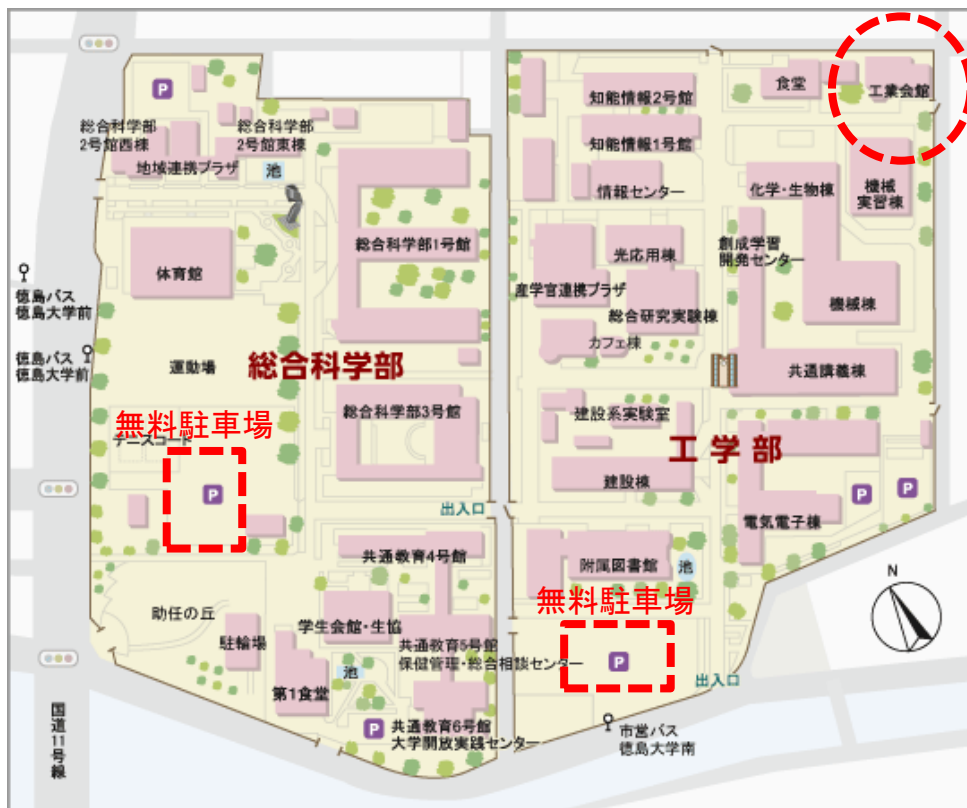 P
総合科学部
2号館西棟
総合科学部
2号館東棟
地域連携プラザ
池
体育館
総合科学部1号館
徳島バス
徳島大学前
徳島バス
徳島大学前
運動場
総合科学部
総合科学部3号館
無料駐車場
テニスコート
P
出入口
共通教育4号館
助任の丘
駐輪場
学生会館・生協
共通教育5号館
保健管理・総合相談センター
池
第1食堂
P
共通教育6号館
大学開放実践センター
国道11号線
知能情報2号館
食堂
工業会館
知能情報1号館
情報センター
化学・生物棟
機械
実習棟
光応用棟
創成学習
開発センター
産学官連携プラザ
総合研究実験棟
機械棟
カフェ棟
共通講義棟
建設系実験室
工学部
建設棟
P
P
電気電子棟
附属図書館
池
無料駐車場
P
出入口
市営バス
徳島大学南
N